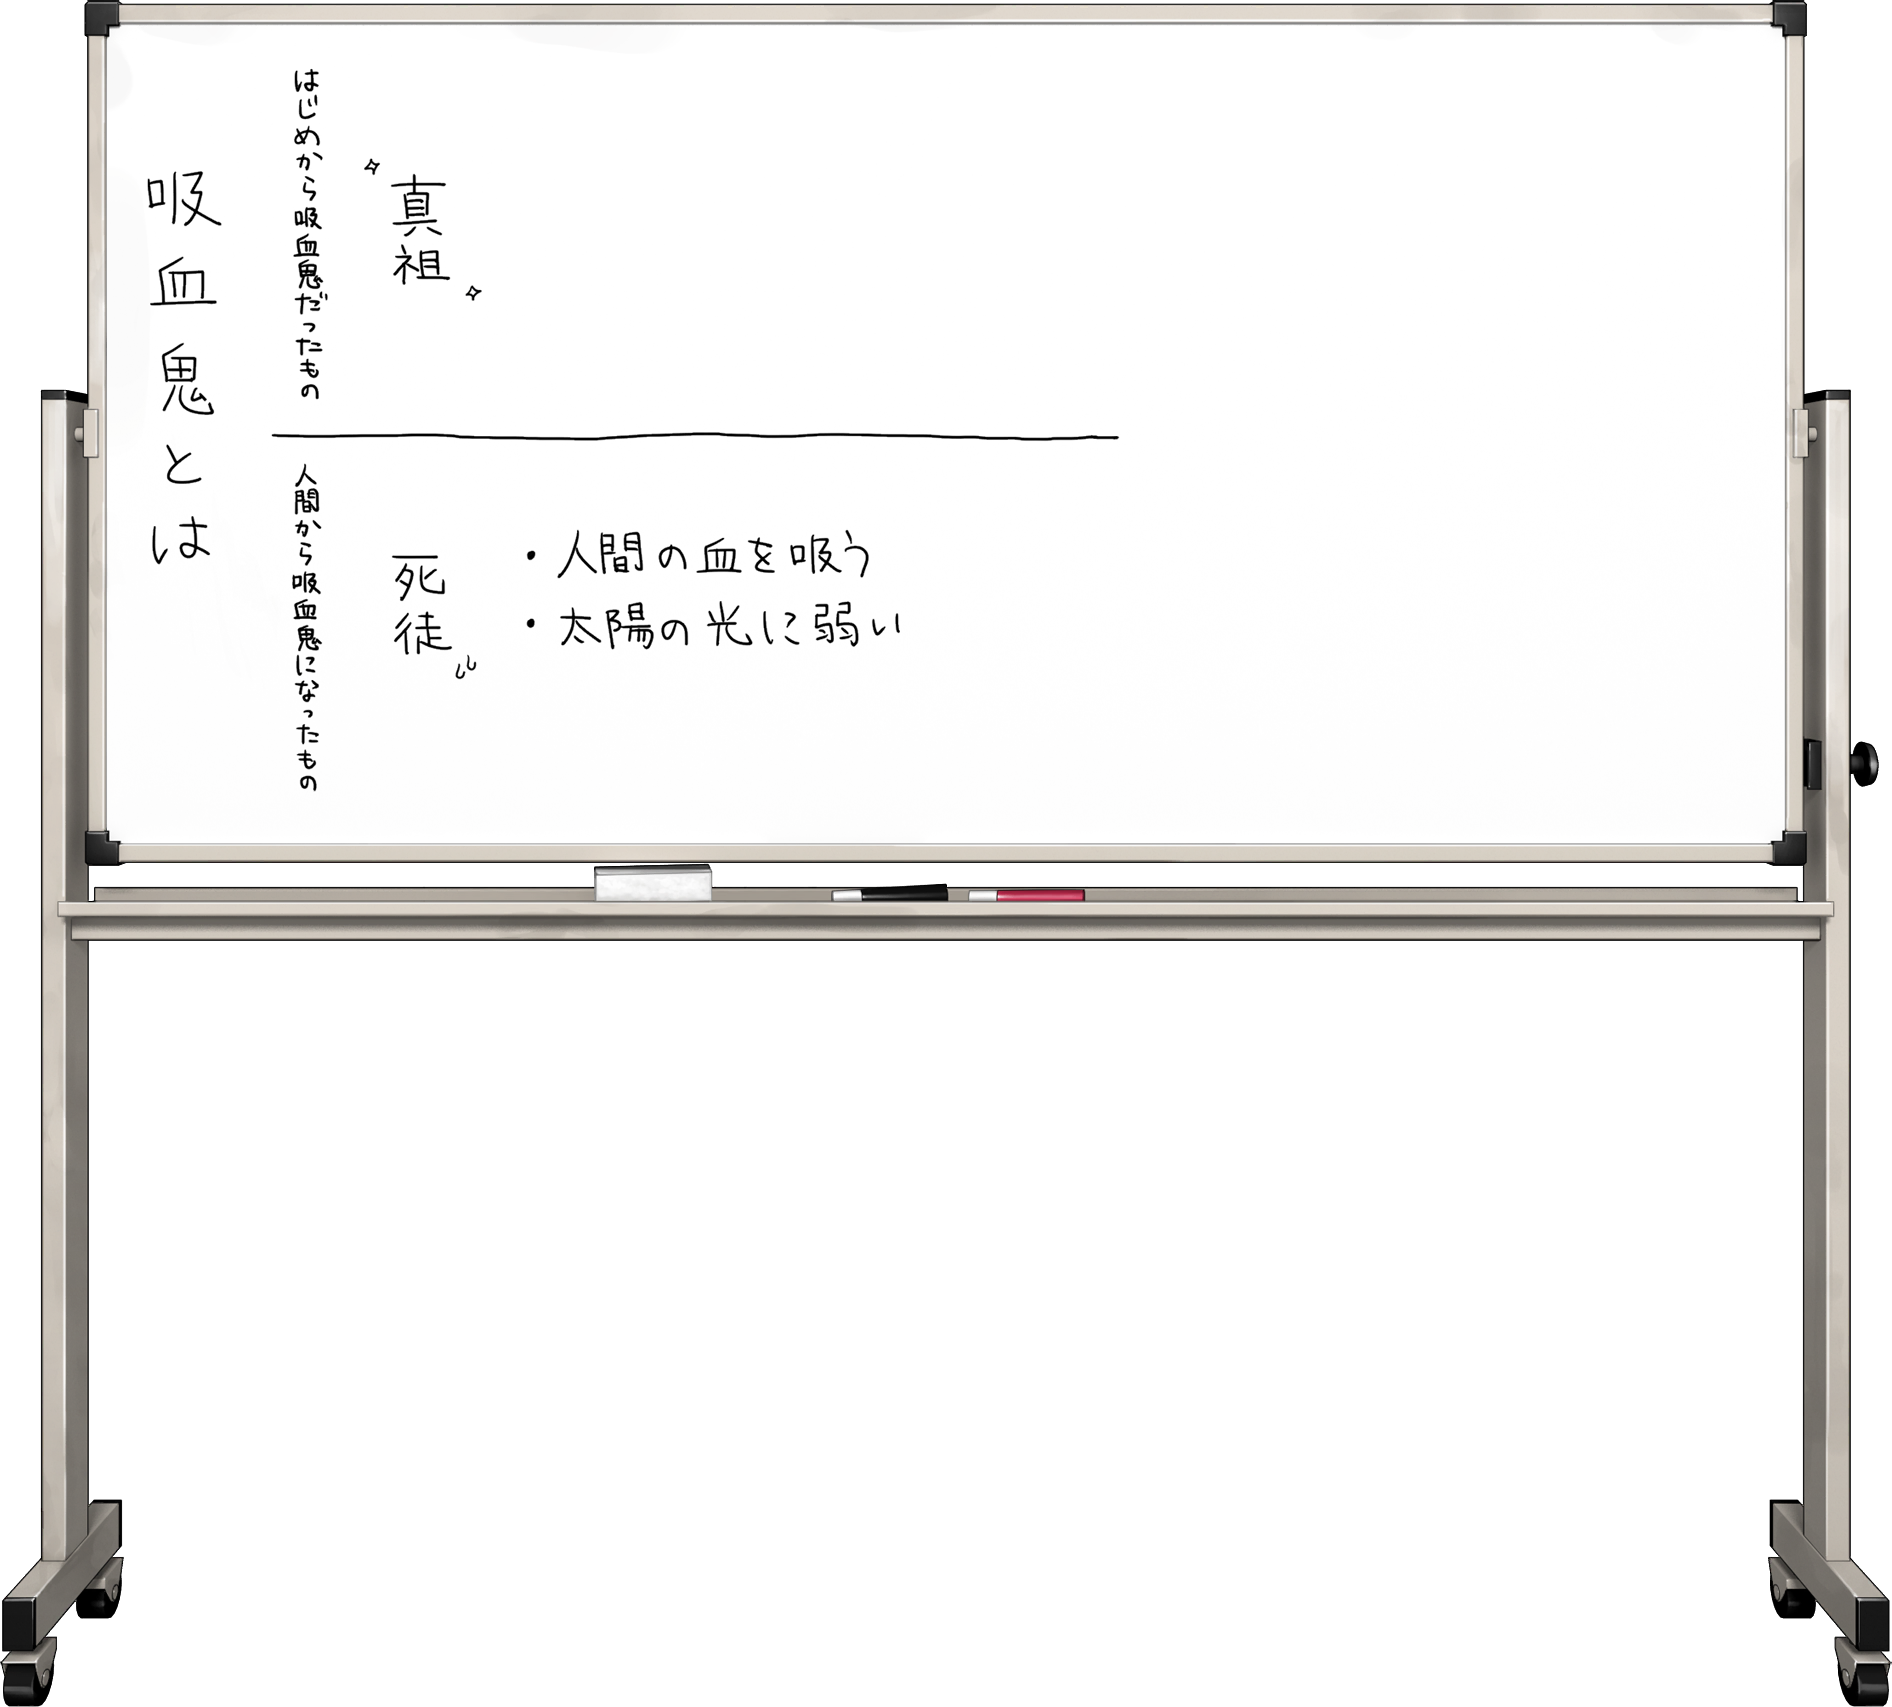 吸血鬼とは
はじめから吸血鬼だったもの
真祖
人間から吸血鬼になったもの
死徒
・人間の血を吸う
・太陽の光に弱い